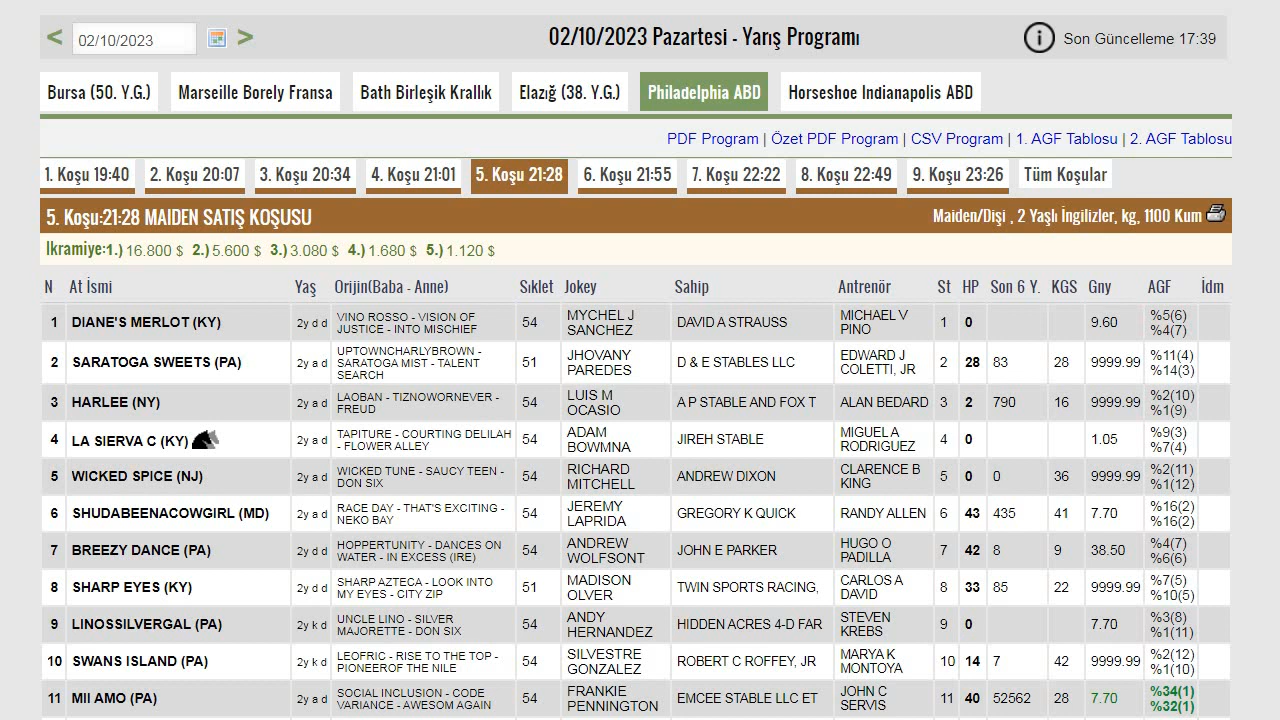 < 02/10/2023 > 02/10/2023 Pazartesi - Yarış Programı Son Güncelleme 17:39
Bursa (50. Y.G.) Marseille Borely Fransa Bath Birleşik Krallık Elazığ (38. Y.G.) Philadelphia ABD Horseshoe Indianapolis ABD
PDF Program | Özet PDF Program | CSV Program | 1. AGF Tablosu | 2. AGF Tablosu
1. Koşu 19:40 2. Koşu 20:07 3. Koşu 20:34 4. Koşu 21:01 5. Koşu 21:28 6. Koşu 21:55 7. Koşu 22:22 8. Koşu 22:49 9. Koşu 23:26 Tüm Koşular
5. Koşu:21:28 MAIDEN SATIŞ KOŞUSU Maiden/Dişi , 2 Yaşlı İngilizler, kg, 1100 Kum
İkramiye:1.) 16.800 $ 2.) 5.600 $ 3.) 3.080 $ 4.) 1.680 $ 5.) 1.120 $
N At İsmi Yaş Orijin(Baba - Anne) Sıklet Jokey Sahip Antrenör St HP Son 6 Y. KGS Gny AGF İdm
1 DIANE'S MERLOT (KY) 2y d d VINO ROSSO - VISION OF JUSTICE - INTO MISCHIEF 54 MYCHEL J SANCHEZ DAVID A STRAUSS MICHAEL V PINO 1 0 9.60 %5(6) %4(7)
2 SARATOGA SWEETS (PA) 2y a d UPTOWNCHARLYBROWN - SARATOGA MIST - TALENT SEARCH 51 JHOVANY PAREDES D & E STABLES LLC EDWARD J COLETTI, JR 2 28 83 28 9999.99 %11(4) %14(3)
3 HARLEE (NY) 2y a d LAOBAN - TIZNOWORNEVER - FREUD 54 LUIS M OCASIO A P STABLE AND FOX T ALAN BEDARD 3 2 790 16 9999.99 %2(10) %1(9)
4 LA SIERVA C (KY) 2y a d TAPITURE - COURTING DELILAH - FLOWER ALLEY 54 ADAM BOWMNA JIREH STABLE MIGUEL A RODRIGUEZ 4 0 1.05 %9(3) %7(4)
5 WICKED SPICE (NJ) 2y a d WICKED TUNE - SAUCY TEEN - DON SIX 54 RICHARD MITCHELL ANDREW DIXON CLARENCE B KING 5 0 0 36 9999.99 %2(11) %1(12)
6 SHUDABEENACOWGIRL (MD) 2y a d RACE DAY - THAT'S EXCITING - NEKO BAY 54 JEREMY LAPRIDA GREGORY K QUICK RANDY ALLEN 6 43 435 41 7.70 %16(2) %16(2)
7 BREEZY DANCE (PA) 2y d d HOPPERTUNITY - DANCES ON WATER - IN EXCESS (IRE) 54 ANDREW WOLFSONT JOHN E PARKER HUGO O PADILLA 7 42 8 9 38.50 %4(7) %6(6)
8 SHARP EYES (KY) 2y d d SHARP AZTECA - LOOK INTO MY EYES - CITY ZIP 51 MADISON OLVER TWIN SPORTS RACING, CARLOS A DAVID 8 33 85 22 9999.99 %7(5) %10(5)
9 LINOSSILVERGAL (PA) 2y k d UNCLE LINO - SILVER MAJORETTE - DON SIX 54 ANDY HERNANDEZ HIDDEN ACRES 4-D FAR STEVEN KREBS 9 0 7.70 %3(8) %1(11)
10 SWANS ISLAND (PA) 2y k d LEOFRIC - RISE TO THE TOP - PIONEEROF THE NILE 54 SILVESTRE GONZALEZ ROBERT C ROFFEY, JR MARYA K MONTOYA 10 14 7 42 9999.99 %2(12) %1(10)
11 MII AMO (PA) 2y a d SOCIAL INCLUSION - CODE VARIANCE - AWESOM AGAIN 54 FRANKIE PENNINGTON EMCEE STABLE LLC ET JOHN C SERVIS 11 40 52562 28 7.70 %34(1) %32(1)